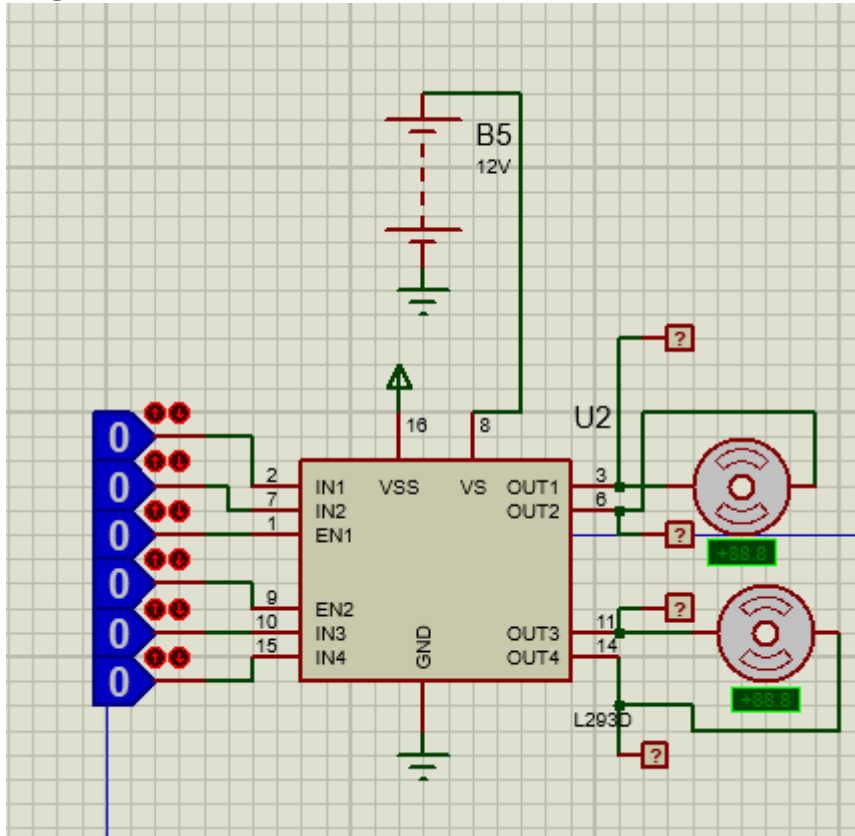 B5
12V
?
16
8
U2
0
0
0
0
0
0
2
7
1
9
10
15
IN1
IN2
EN1
EN2
IN3
IN4
VSS
VS
GND
OUT1
OUT2
OUT3
OUT4
3
6
11
14
?
+88.8
?
+88.8
L293D
?